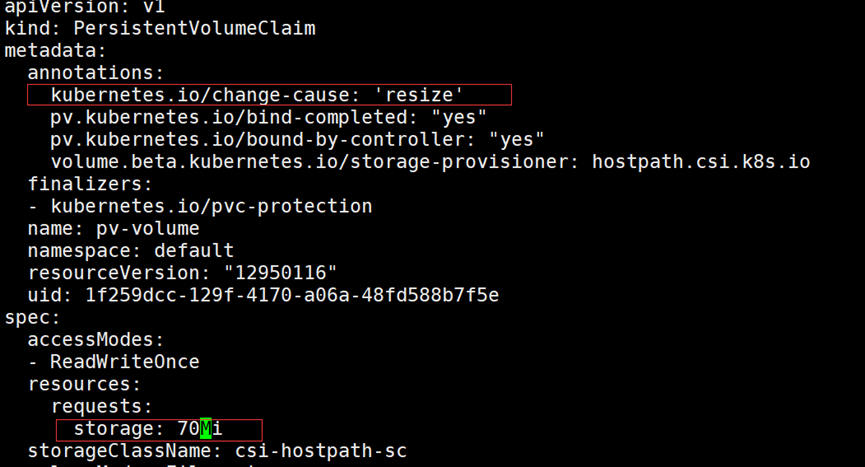 apiVersion: v1
kind: PersistentVolumeClaim
metadata:
  annotations:
    kubernetes.io/change-cause: 'resize'
    pv.kubernetes.io/bind-completed: "yes"
    pv.kubernetes.io/bound-by-controller: "yes"
    volume.beta.kubernetes.io/storage-provisioner: hostpath.csi.k8s.io
  finalizers:
  - kubernetes.io/pvc-protection
  name: pv-volume
  namespace: default
  resourceVersion: "12950116"
  uid: 1f259dcc-129f-4170-a06a-48fd588b7f5e
spec:
  accessModes:
  - ReadWriteOnce
  resources:
    requests:
      storage: 70Mi
  storageClassName: csi-hostpath-sc